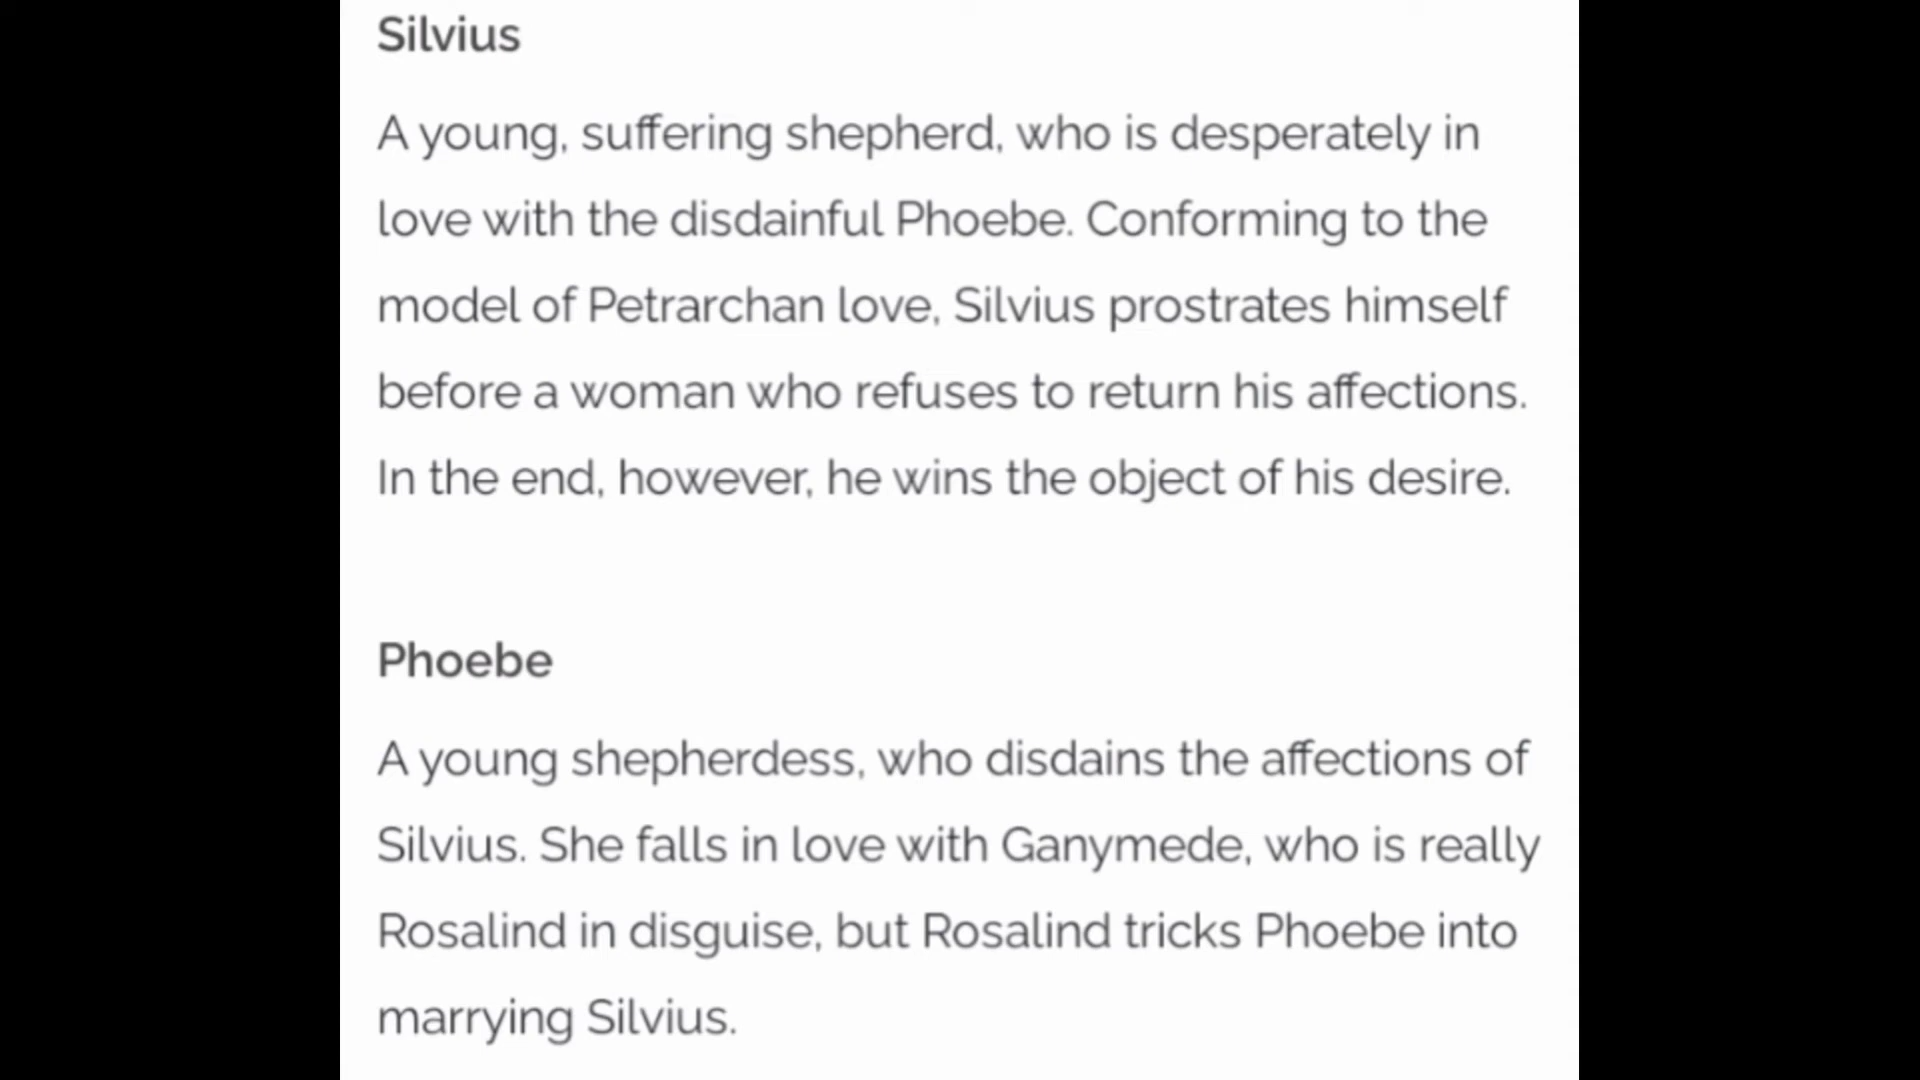 Silvius
A young, suffering shepherd, who is desperately in
love with the disdainful Phoebe. Conforming to the
model of Petrarchan love, Silvius prostrates himself
before a woman who refuses to return his affections.
In the end, however, he wins the object of his desire.
Phoebe
A young shepherdess, who disdains the affections of
Silvius. She falls in love with Ganymede, who is really
Rosalind in disguise, but Rosalind tricks Phoebe into
marrying Silvius.